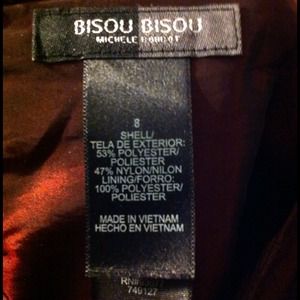 BISOU BISOU
MICHELE BOHBOT
8
SHELL/
TELA DE EXTERIOR:
53% POLYESTER/
POLIESTER
47% NYLON/NILON
LINING/FORRO:
100% POLYESTER/
POLIESTER
MADE IN VIETNAM
HECHO EN VIETNAM
749127